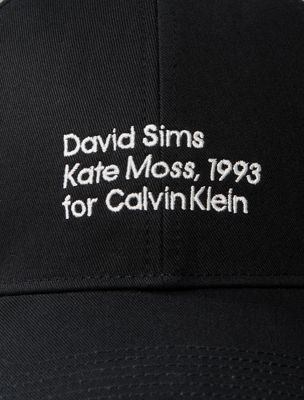 David Sims
Kate Moss, 1993
for Calvin Klein